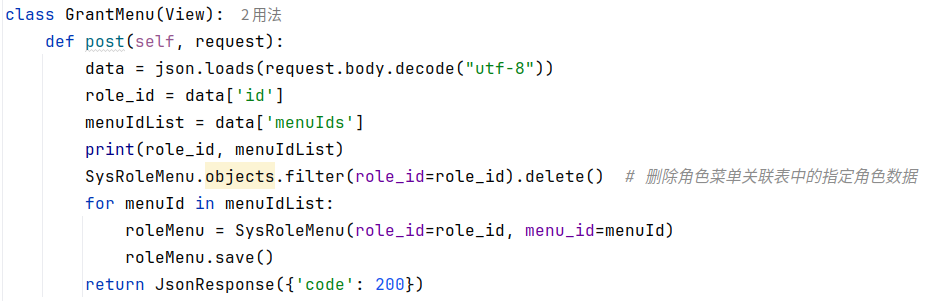 class GrantMenu(View): 2用法
    def post(self, request):
        data = json.loads(request.body.decode("utf-8"))
        role_id = data['id']
        menuIdList = data['menuIds']
        print(role_id, menuIdList)
        SysRoleMenu.objects.filter(role_id=role_id).delete()  # 删除角色菜单关联表中的指定角色数据
        for menuId in menuIdList:
            roleMenu = SysRoleMenu(role_id=role_id, menu_id=menuId)
            roleMenu.save()
        return JsonResponse({'code': 200})